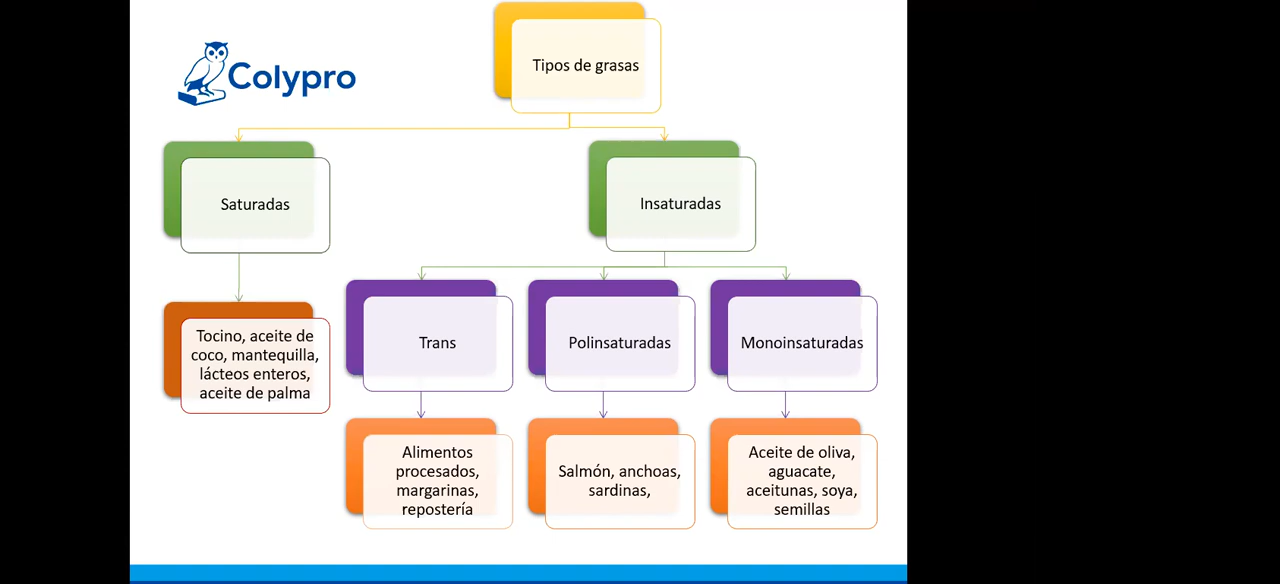 Colypro
Tipos de grasas
Saturadas
Insaturadas
Tocino, aceite de
coco, mantequilla,
lácteos enteros,
aceite de palma
Trans
Polinsaturadas
Monoinsaturadas
Alimentos
procesados,
margarinas,
repostería
Salmón, anchoas,
sardinas,
Aceite de oliva,
aguacate,
aceitunas, soya,
semillas